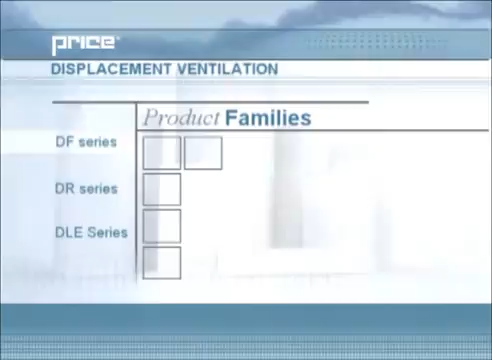 price
DISPLACEMENT VENTILATION
Product Families
DF series
DR series
DLE Series